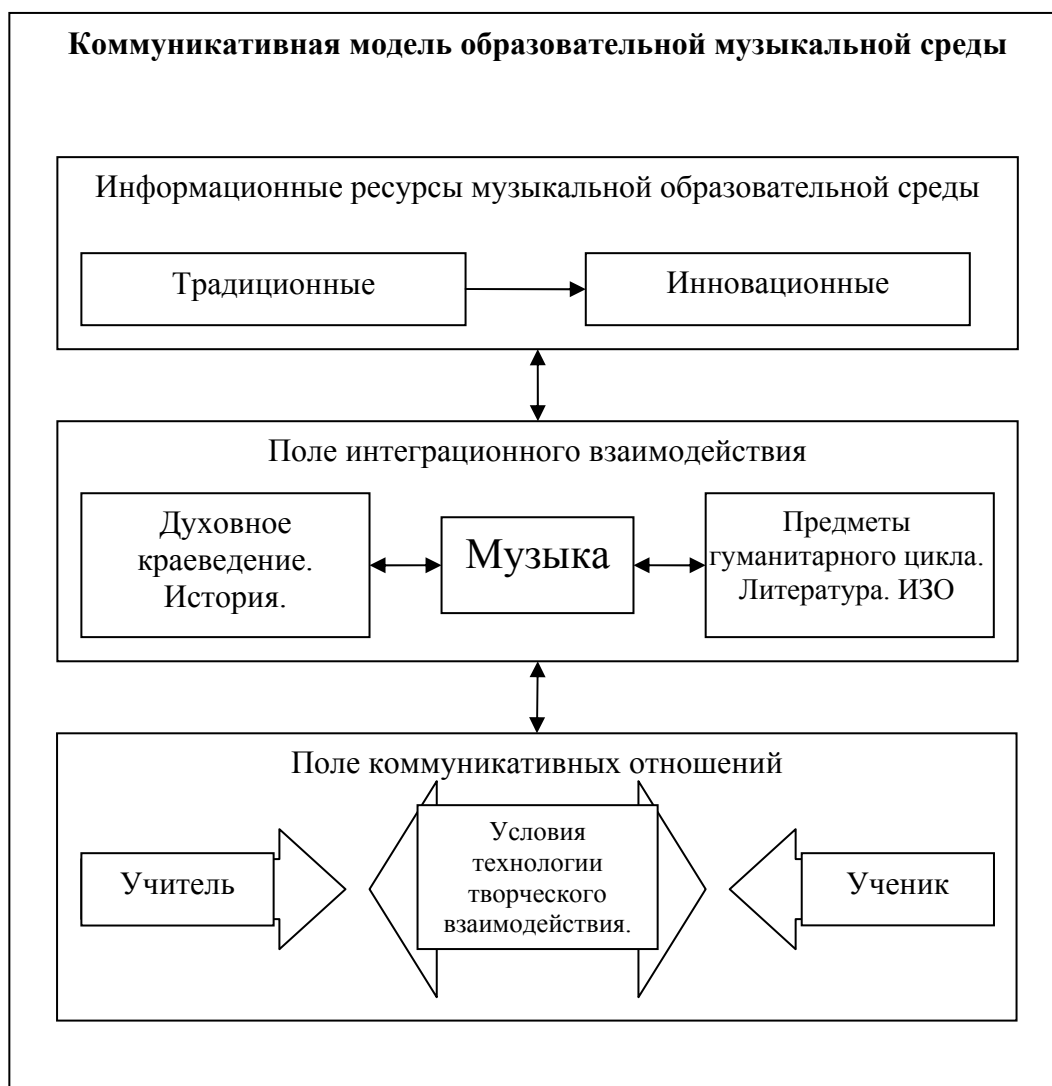 Коммуникативная модель образовательной музыкальной среды
Информационные ресурсы музыкальной образовательной среды
Традиционные
Инновационные
Поле интеграционного взаимодействия
Духовное
краеведение.
История.
Музыка
Предметы
гуманитарного цикла.
Литература. ИЗО
Поле коммуникативных отношений
Учитель
Условия
технологии
творческого
взаимодействия.
Ученик